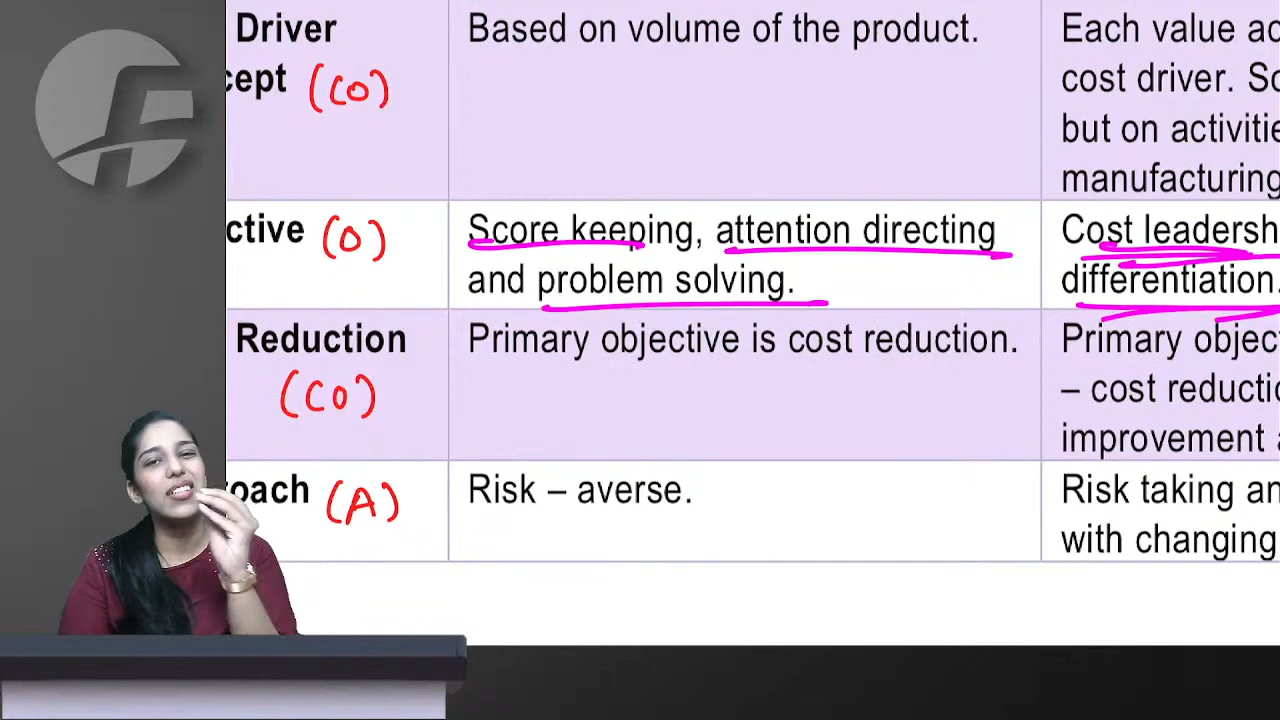 Driver
cept (CO)
Based on volume of the product.
Each value ac
cost driver. Sc
but on activitie
manufacturing
ctive (O)
Score keeping, attention directing
and problem solving.
Cost leadersh
differentiation.
Reduction
(CO)
Primary objective is cost reduction.
Primary objec
– cost reductio
improvement a
roach (A)
Risk – averse.
Risk taking an
with changing